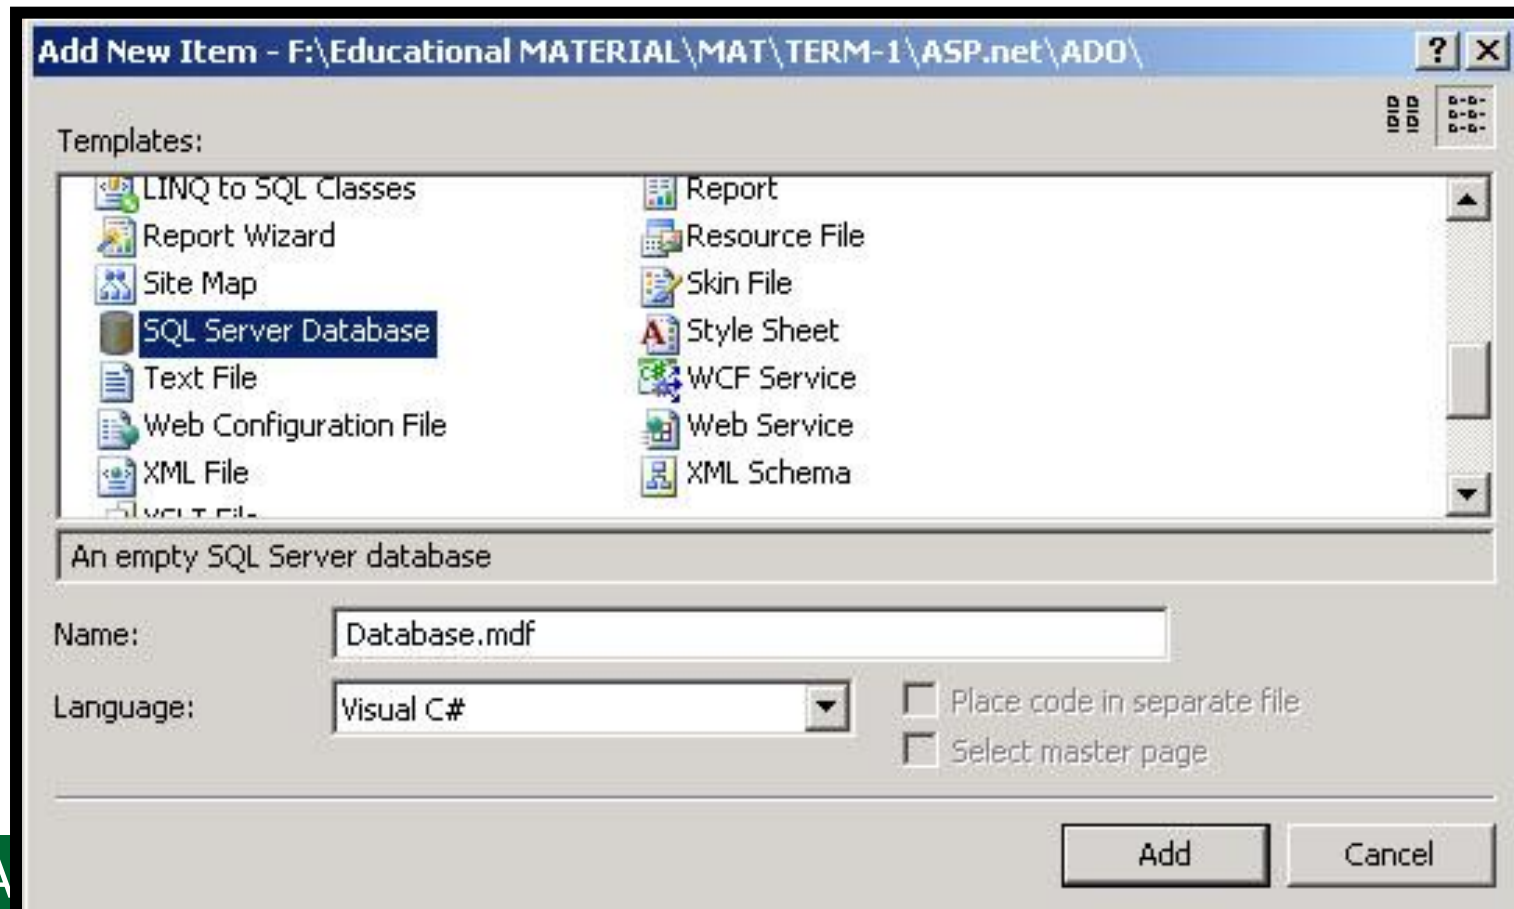 Add New Item - F:\Educational MATERIAL\MAT\TERM-1\ASP.net\ADO\
Templates:
LINQ to SQL Classes
Report
Report Wizard
Resource File
Site Map
Skin File
SQL Server Database
Style Sheet
Text File
WCF Service
Web Configuration File
Web Service
XML File
XML Schema
XSLT File
An empty SQL Server database
Name:
Database.mdf
Language:
Visual C#
Place code in separate file
Select master page
Add
Cancel
A